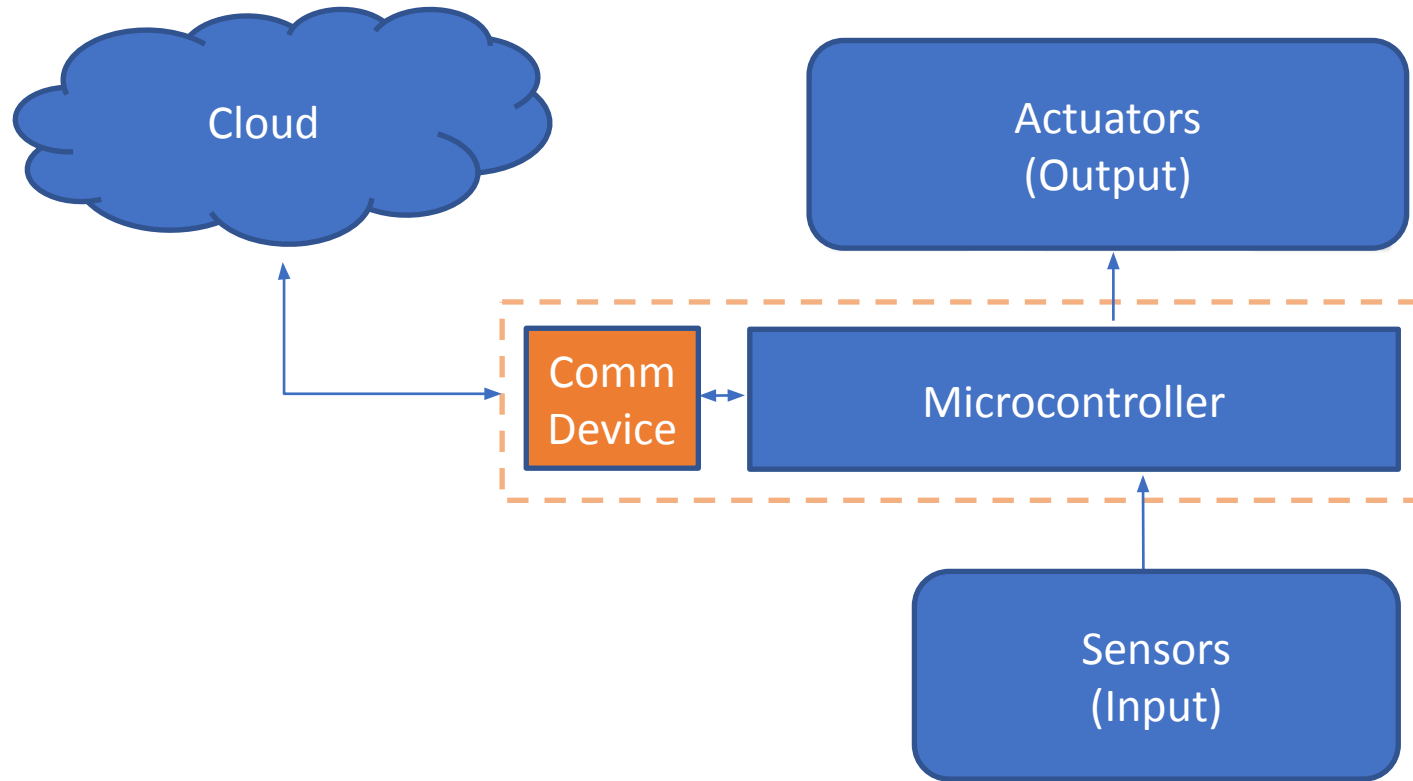 Cloud
Actuators
(Output)
Comm
Device
Microcontroller
Sensors
(Input)